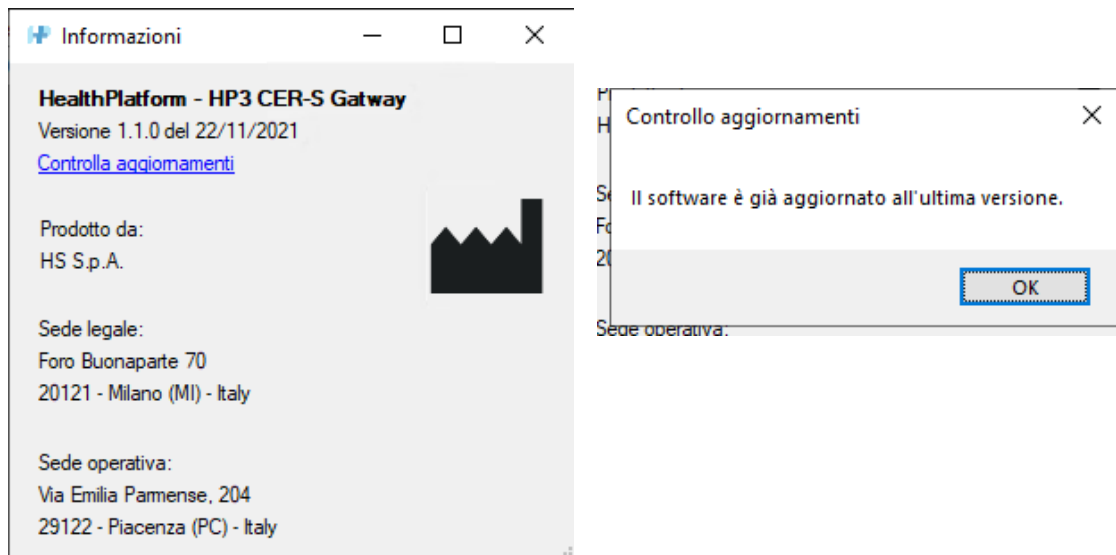 Informazioni
HealthPlatform - HP3 CER-S Gatway
Versione 1.1.0 del 22/11/2021
Controlla aggiornamenti
Prodotto da:
HS S.p.A.
Sede legale:
Foro Buonaparte 70
20121 - Milano (MI) - Italy
Sede operativa:
Via Emilia Parmense, 204
29122 - Piacenza (PC) - Italy
Controllo aggiornamenti
Il software è già aggiornato all'ultima versione.
OK
Sede operativa: